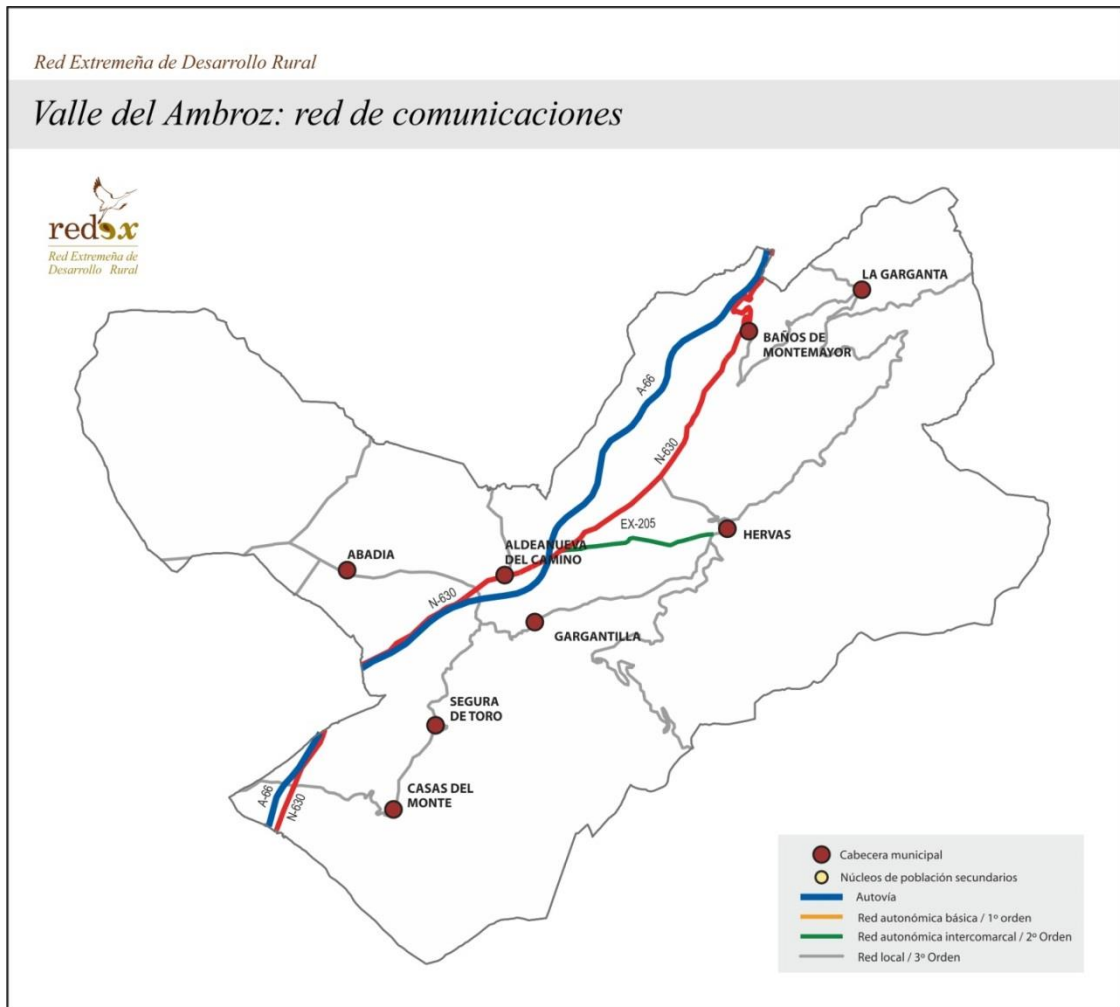 Red Extremeña de Desarrollo Rural
Valle del Ambroz: red de comunicaciones
redex
Red Extremeña de
Desarrollo Rural
LA GARGANTA
BAÑOS DE
MONTEMAYOR
A-66
N-630
EX-205
HERVAS
ALDEANUEVA
DEL CAMINO
ABADIA
N-630
GARGANTILLA
SEGURA
DE TORO
CASAS DEL
MONTE
A-66
N-630
Cabecera municipal
Núcleos de población secundarios
Autovía
Red autonómica básica / 1º orden
Red autonómica intercomarcal / 2º Orden
Red local / 3º Orden